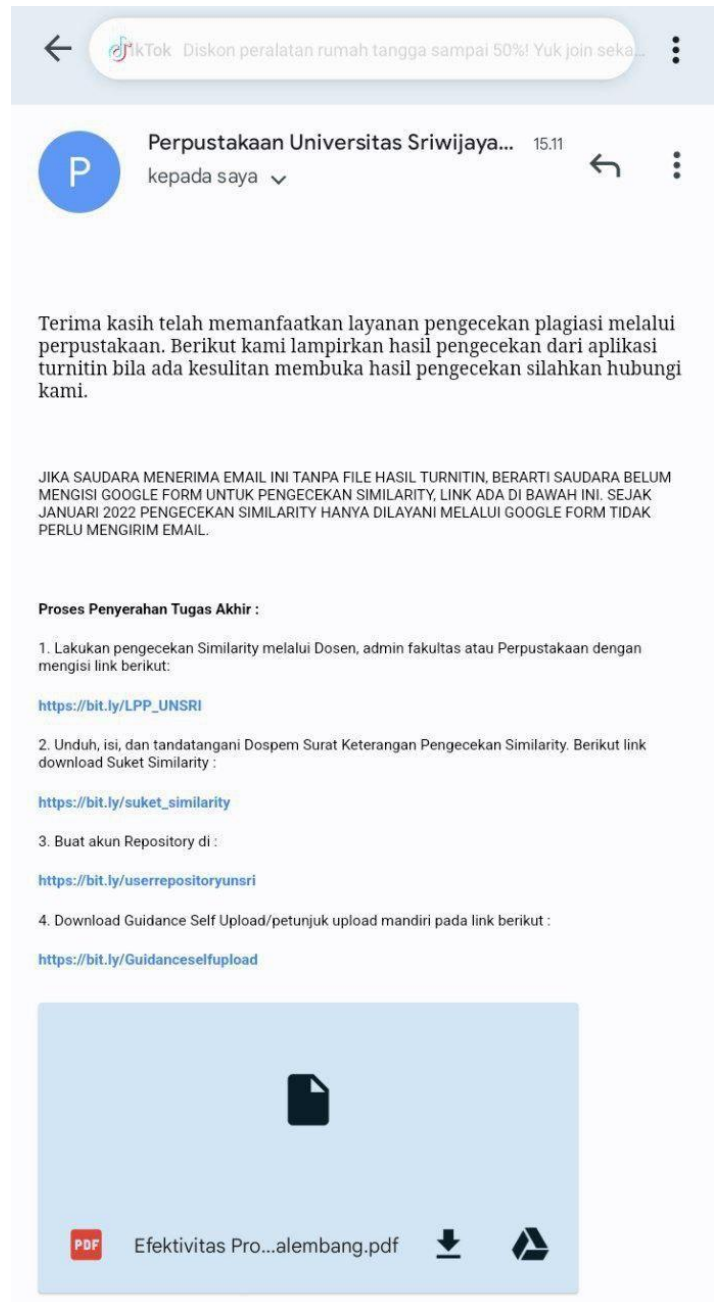 TikTok Diskon peralatan rumah tangga sampai 50%! Yuk join seka...
Perpustakaan Universitas Sriwijaya... 15.11
P
kepada saya
Terima kasih telah memanfaatkan layanan pengecekan plagiasi melalui
perpustakaan. Berikut kami lampirkan hasil pengecekan dari aplikasi
turnitin bila ada kesulitan membuka hasil pengecekan silahkan hubungi
kami.
JIKA SAUDARA MENERIMA EMAIL INI TANPA FILE HASIL TURNITIN, BERARTI SAUDARA BELUM
MENGISI GOOGLE FORM UNTUK PENGECEKAN SIMILARITY, LINK ADA DI BAWAH INI. SEJAK
JANUARI 2022 PENGECEKAN SIMILARITY HANYA DILAYANI MELALUI GOOGLE FORM TIDAK
PERLU MENGIRIM EMAIL.
Proses Penyerahan Tugas Akhir :
1. Lakukan pengecekan Similarity melalui Dosen, admin fakultas atau Perpustakaan dengan
mengisi link berikut:
https://bit.ly/LPP_UNSRI
2. Unduh, isi, dan tandatangani Dospem Surat Keterangan Pengecekan Similarity. Berikut link
download Suket Similarity :
https://bit.ly/suket_similarity
3. Buat akun Repository di :
https://bit.ly/userrepositoryunsri
4. Download Guidance Self Upload/petunjuk upload mandiri pada link berikut :
https://bit.ly/Guidanceselfupload
PDF Efektivitas Pro...alembang.pdf